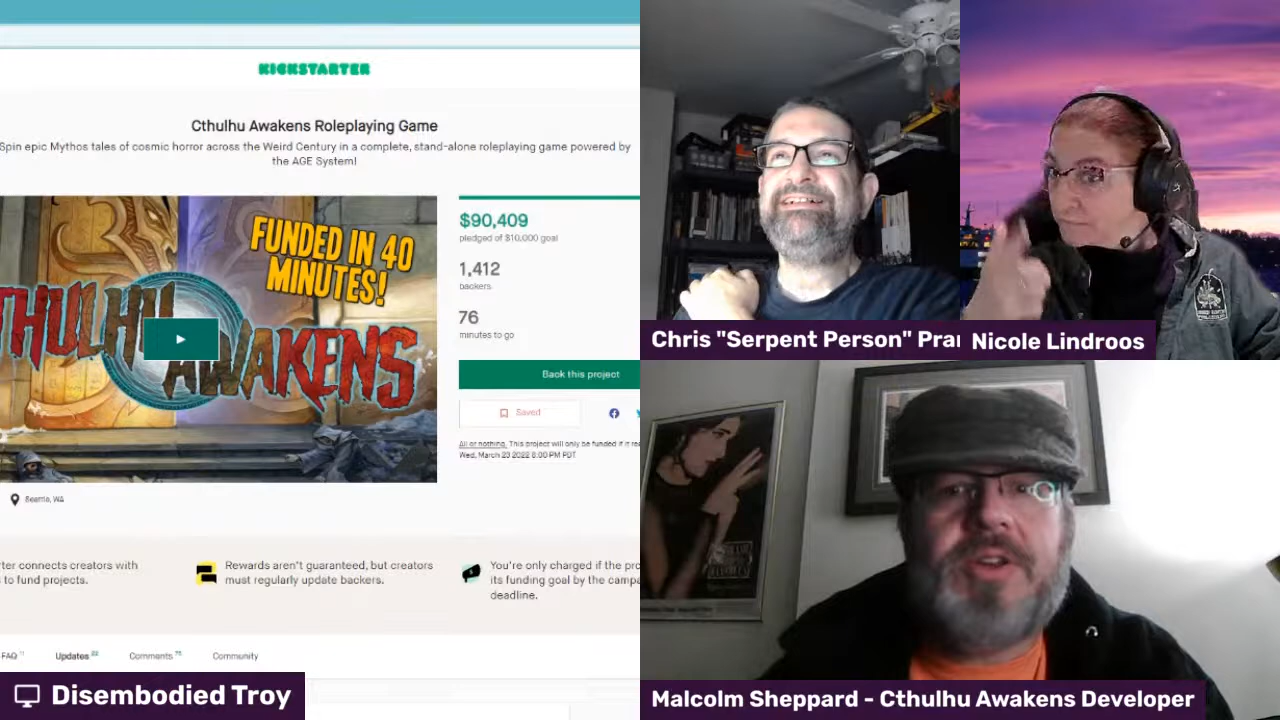 KICKSTARTER
Cthulhu Awakens Roleplaying Game
Spin epic Mythos tales of cosmic horror across the Weird Century in a complete, stand-alone roleplaying game powered by
the AGE System!
FUNDED IN 40
MINUTES!
THULHU
AWAKENS
$90,409
pledged of $10,000 goal
1,412
backers
76
minutes to go
Back this project
Saved
All or nothing. This project will only be funded if it rea
Wed, March 23 2022 8:00 PM PDT
Seattle, WA
rter connects creators with
to fund projects.
Rewards aren't guaranteed, but creators
must regularly update backers.
You're only charged if the pro
its funding goal by the campa
deadline.
FAQ
Updates
Comments
Community
Disembodied Troy
Chris "Serpent Person" Pra
Nicole Lindroos
Malcolm Sheppard - Cthulhu Awakens Developer